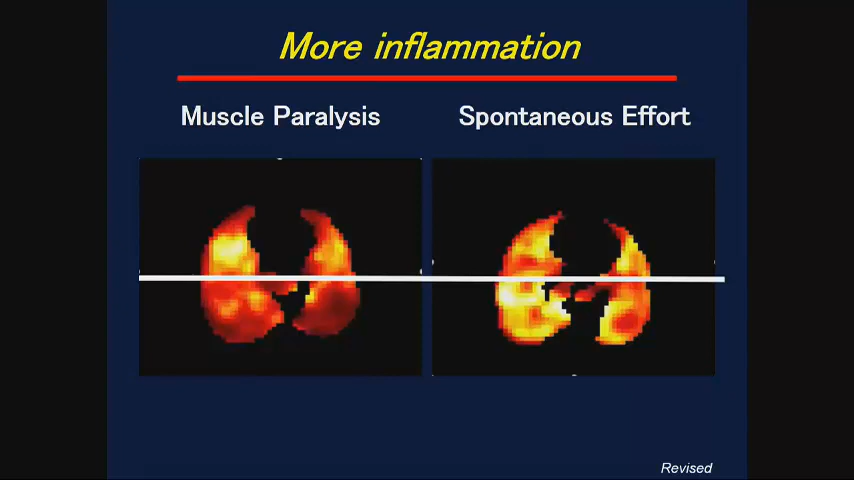 More inflammation
Muscle Paralysis
Spontaneous Effort
Revised